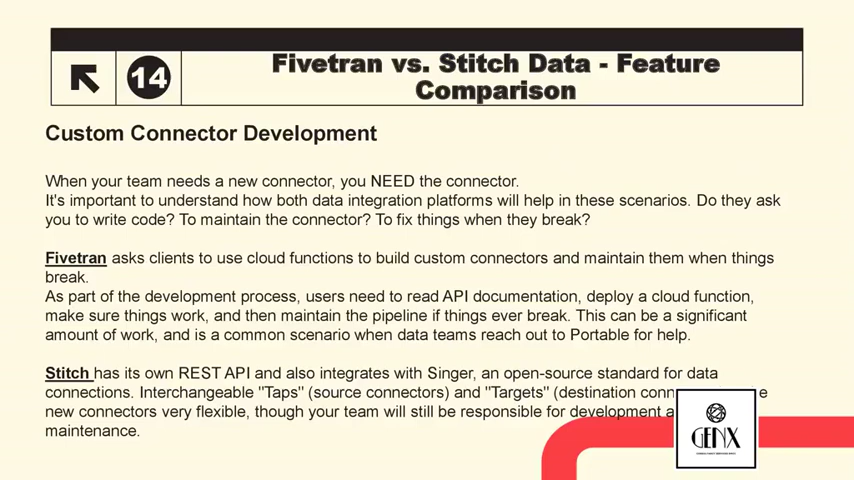 14
Fivetran vs. Stitch Data - Feature
Comparison
Custom Connector Development
When your team needs a new connector, you NEED the connector.
It's important to understand how both data integration platforms will help in these scenarios. Do they ask
you to write code? To maintain the connector? To fix things when they break?
Fivetran asks clients to use cloud functions to build custom connectors and maintain them when things
break.
As part of the development process, users need to read API documentation, deploy a cloud function,
make sure things work, and then maintain the pipeline if things ever break. This can be a significant
amount of work, and is a common scenario when data teams reach out to Portable for help.
Stitch has its own REST API and also integrates with Singer, an open-source standard for data
connections. Interchangeable "Taps" (source connectors) and "Targets" (destination
new connectors very flexible, though your team will still be responsible for development
maintenance.
GENX